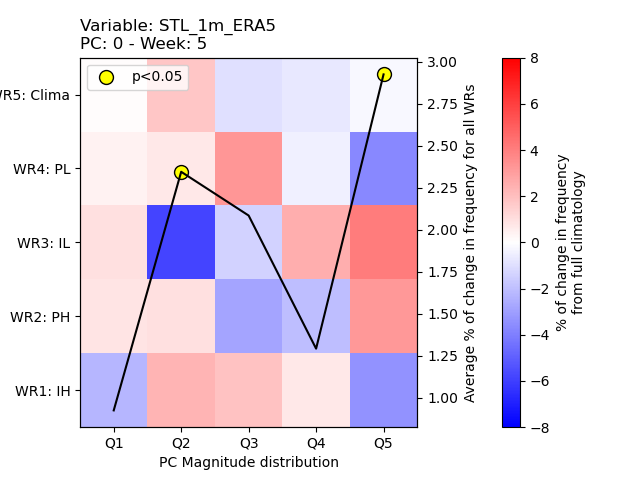 Variable: STL_1m_ERA5
PC: 0 - Week: 5
p<0.05
WR5: Clima
WR4: PL
WR3: IL
WR2: PH
WR1: IH
Q1 Q2 Q3 Q4 Q5
PC Magnitude distribution
3.00
2.75
2.50
2.25
2.00
1.75
1.50
1.25
1.00
Average % of change in frequency for all WRs
8
6
4
2
0
−2
−4
−6
−8
% of change in frequency
from full climatology